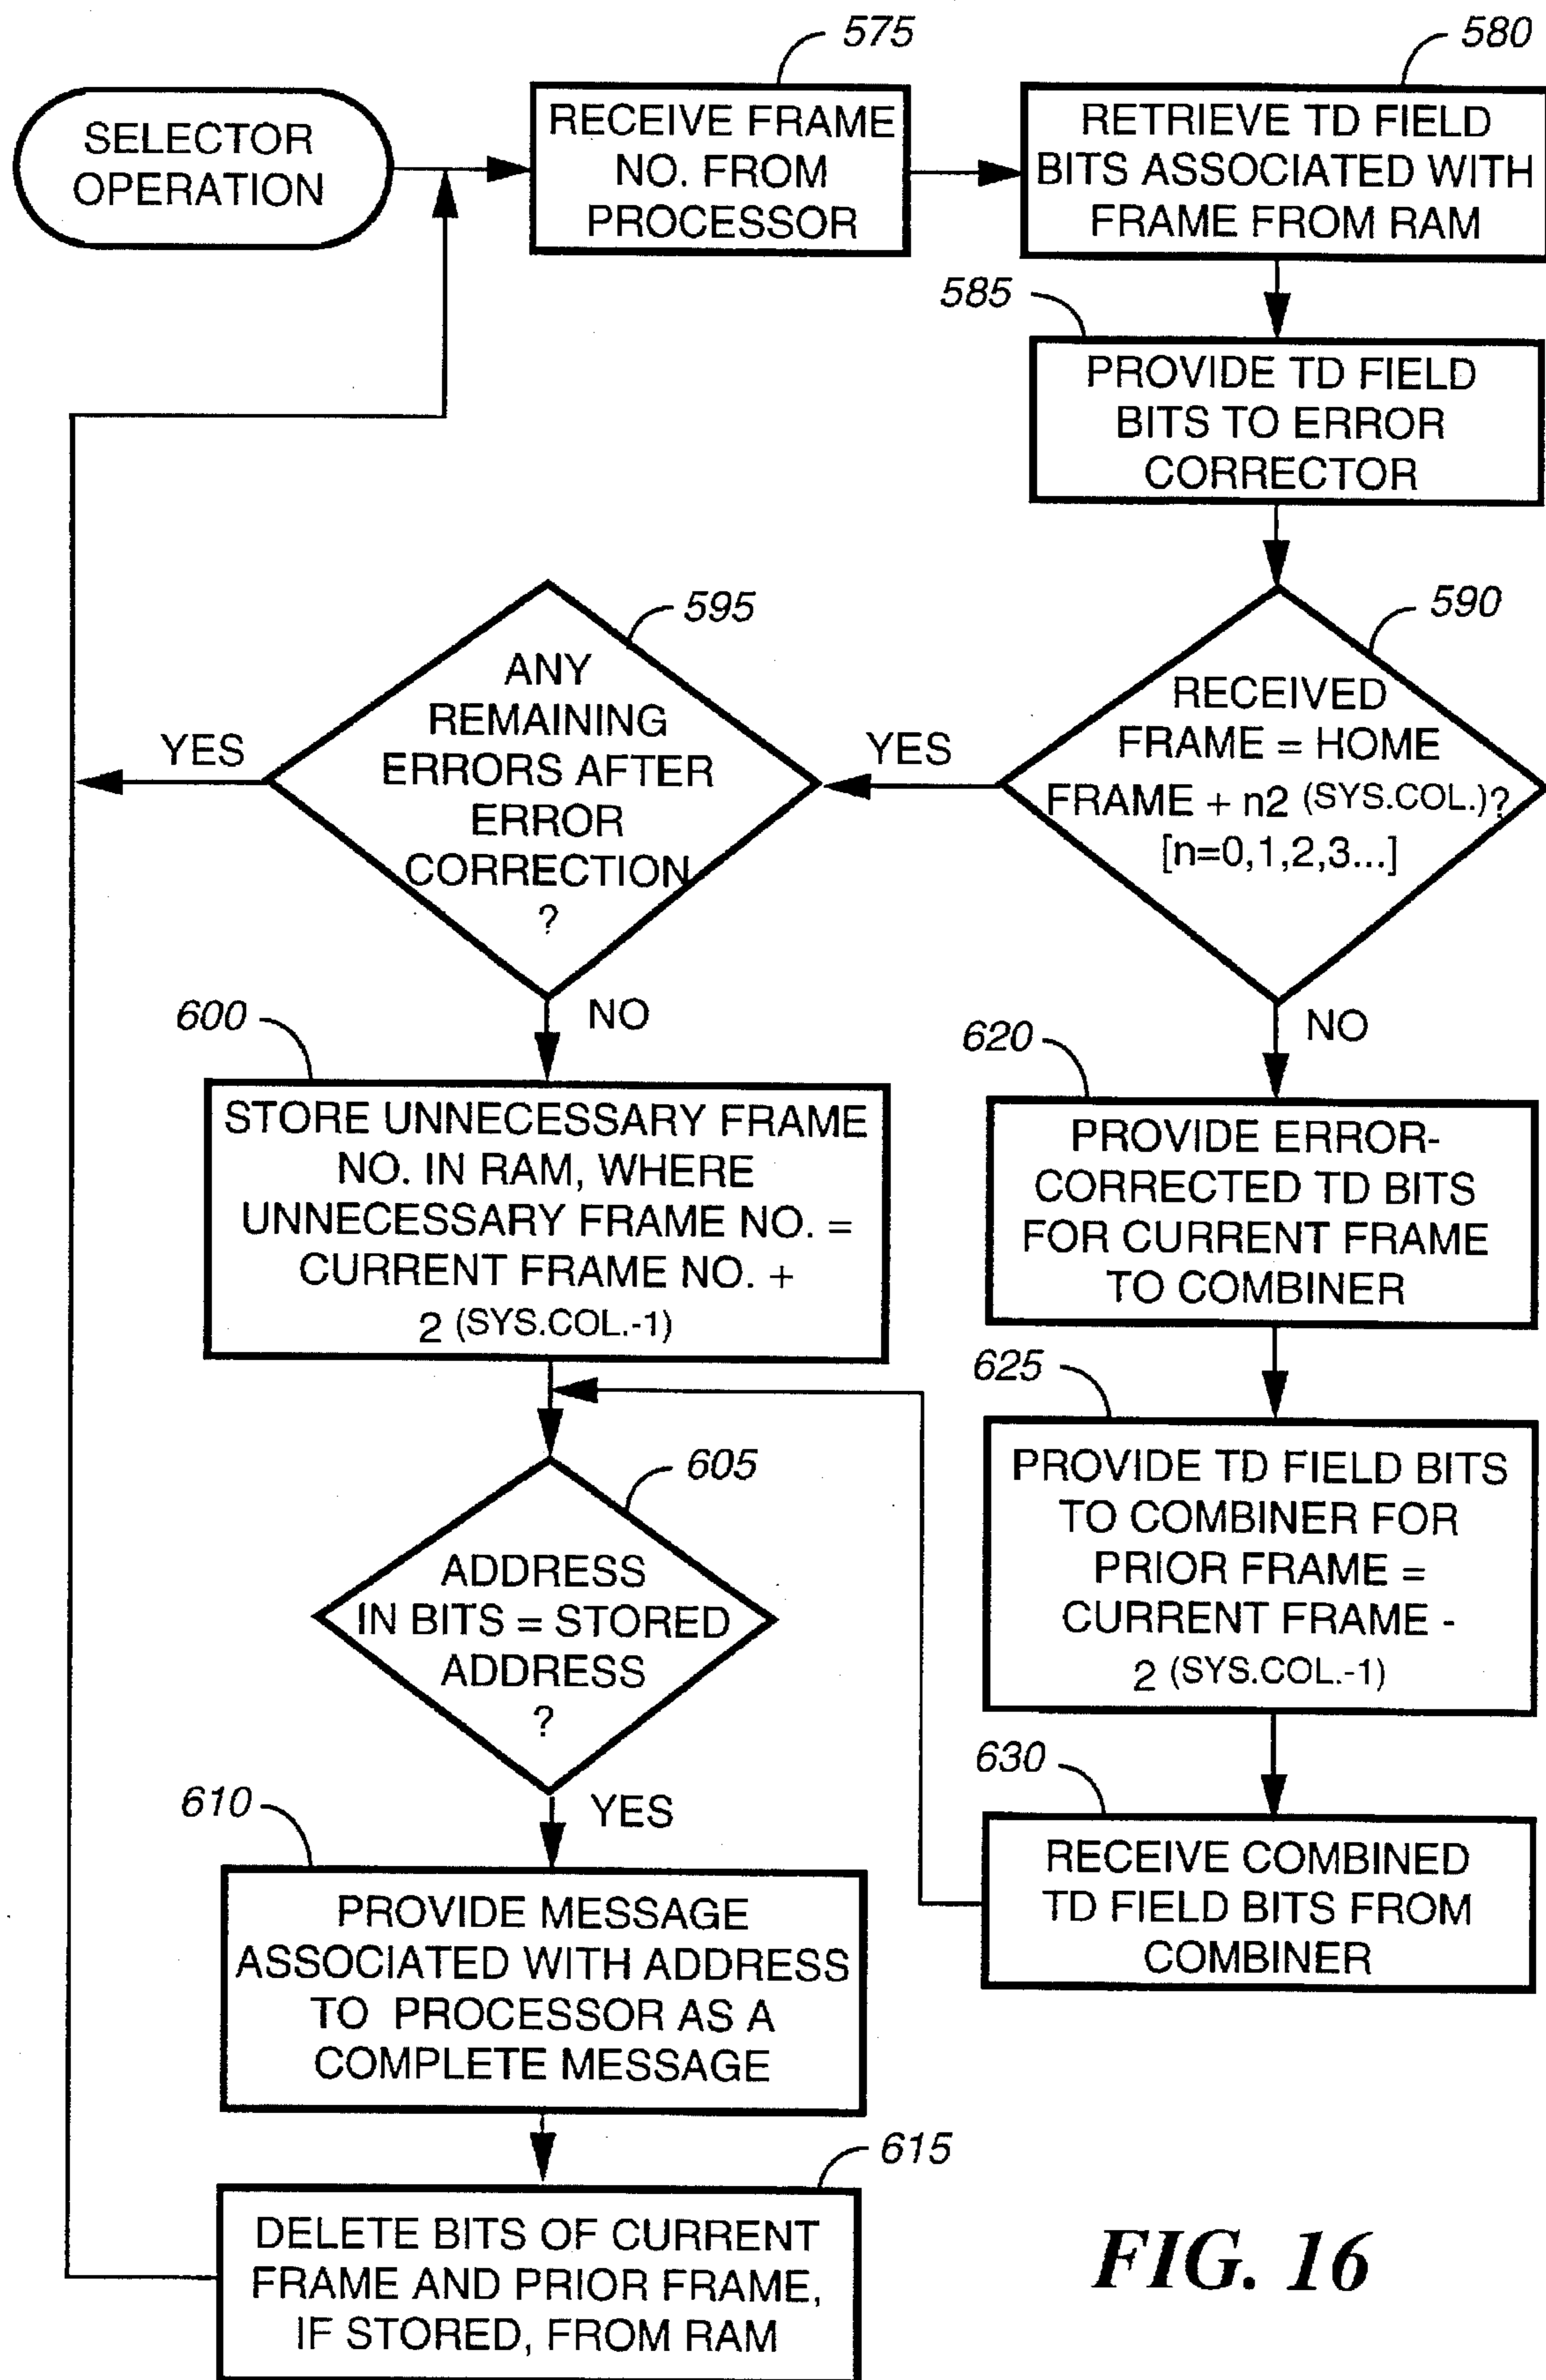 575
580
SELECTOR
OPERATION
RECEIVE FRAME
NO. FROM
PROCESSOR
RETRIEVE TD FIELD
BITS ASSOCIATED WITH
FRAME FROM RAM
585
PROVIDE TD FIELD
BITS TO ERROR
CORRECTOR
595
ANY
REMAINING
ERRORS AFTER
ERROR
CORRECTION
?
YES
NO
590
RECEIVED
FRAME = HOME
FRAME + n2 (SYS.COL.)?
[n=0,1,2,3...]
YES
NO
600
STORE UNNECESSARY FRAME
NO. IN RAM, WHERE
UNNECESSARY FRAME NO. =
CURRENT FRAME NO. +
2 (SYS.COL.-1)
620
PROVIDE ERROR-
CORRECTED TD BITS
FOR CURRENT FRAME
TO COMBINER
605
ADDRESS
IN BITS = STORED
ADDRESS
?
YES
625
PROVIDE TD FIELD BITS
TO COMBINER FOR
PRIOR FRAME =
CURRENT FRAME -
2 (SYS.COL.-1)
610
PROVIDE MESSAGE
ASSOCIATED WITH ADDRESS
TO PROCESSOR AS A
COMPLETE MESSAGE
630
RECEIVE COMBINED
TD FIELD BITS FROM
COMBINER
615
DELETE BITS OF CURRENT
FRAME AND PRIOR FRAME,
IF STORED, FROM RAM
FIG. 16